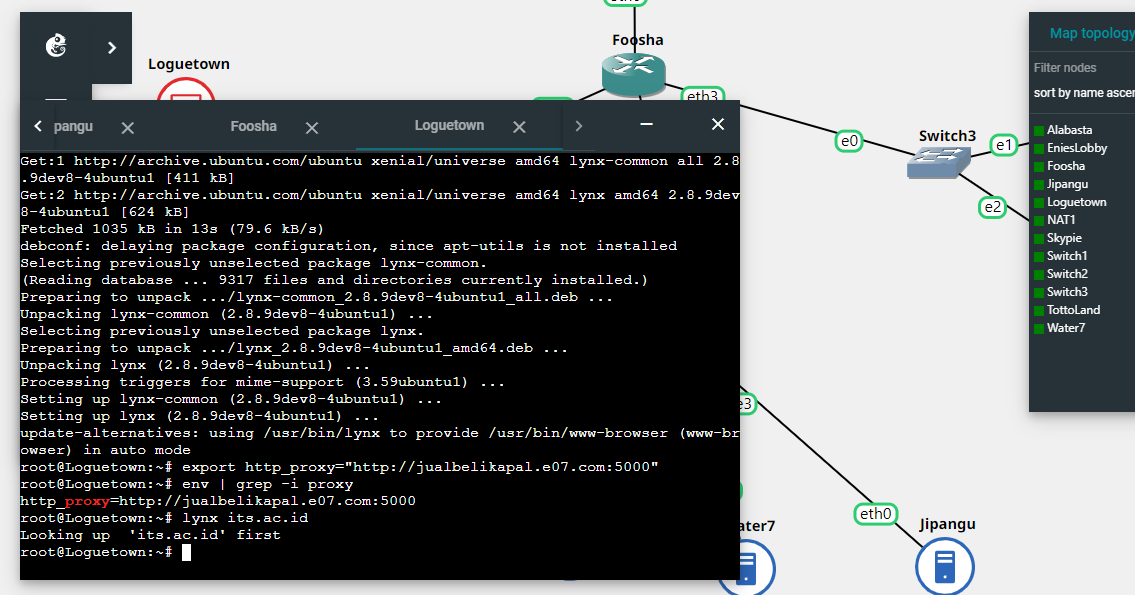 Foosha
Loguetown
eth3
e0
Switch3
e1
e2
Map topology
Filter nodes
sort by name ascen
Alabasta
EniesLobby
Foosha
Jipangu
Loguetown
NAT1
Skypie
Switch1
Switch2
Switch3
TottoLand
Water7
pangu
Foosha
Loguetown
Get:1 http://archive.ubuntu.com/ubuntu xenial/universe amd64 lynx-common all 2.8
.9dev8-4ubuntu1 [411 kB]
Get:2 http://archive.ubuntu.com/ubuntu xenial/universe amd64 lynx amd64 2.8.9dev
8-4ubuntu1 [624 kB]
Fetched 1035 kB in 13s (79.6 kB/s)
debconf: delaying package configuration, since apt-utils is not installed
Selecting previously unselected package lynx-common.
(Reading database ... 9317 files and directories currently installed.)
Preparing to unpack .../lynx-common_2.8.9dev8-4ubuntu1_all.deb ...
Unpacking lynx-common (2.8.9dev8-4ubuntu1) ...
Selecting previously unselected package lynx.
Preparing to unpack .../lynx_2.8.9dev8-4ubuntu1_amd64.deb ...
Unpacking lynx (2.8.9dev8-4ubuntu1) ...
Processing triggers for mime-support (3.59ubuntu1) ...
Setting up lynx-common (2.8.9dev8-4ubuntu1) ...
Setting up lynx (2.8.9dev8-4ubuntu1) ...
update-alternatives: using /usr/bin/lynx to provide /usr/bin/www-browser (www-br
owser) in auto mode
root@Loguetown:~# export http_proxy="http://jualbelikapal.e07.com:5000"
root@Loguetown:~# env | grep -i proxy
http_proxy=http://jualbelikapal.e07.com:5000
root@Loguetown:~# lynx its.ac.id
Looking up  'its.ac.id' first
root@Loguetown:~#
e3
eth0
ater7
Jipangu